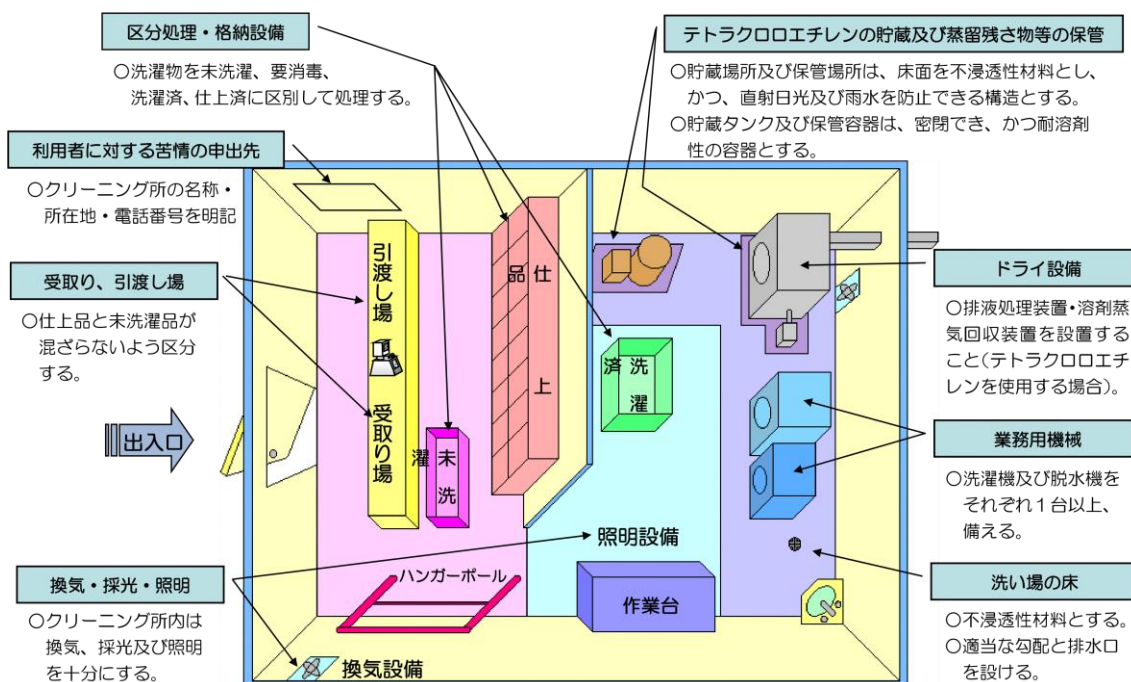 区分処理・格納設備
○洗濯物を未洗濯、要消毒、
洗濯済、仕上済に区別して処理する。
テトラクロロエチレンの貯蔵及び蒸留残さ物等の保管
○貯蔵場所及び保管場所は、床面を不浸透性材料とし、
かつ、直射日光及び雨水を防止できる構造とする。
○貯蔵タンク及び保管容器は、密閉でき、かつ耐溶剤
性の容器とする。
利用者に対する苦情の申出先
○クリーニング所の名称・
所在地・電話番号を明記
受取り、引渡し場
○仕上品と未洗濯品が
混ざらないよう区分
する。
出入口
換気・採光・照明
○クリーニング所内は
換気、採光及び照明
を十分にする。
引渡し場
受取り場
未洗濯
仕上品
洗濯済
照明設備
ハンガーポール
作業台
換気設備
ドライ設備
○排液処理装置・溶剤蒸
気回収装置を設置する
こと(テトラクロロエチ
レンを使用する場合)。
業務用機械
○洗濯機及び脱水機を
それぞれ1台以上、
備える。
洗い場の床
○不浸透性材料とする。
○適当な勾配と排水口
を設ける。